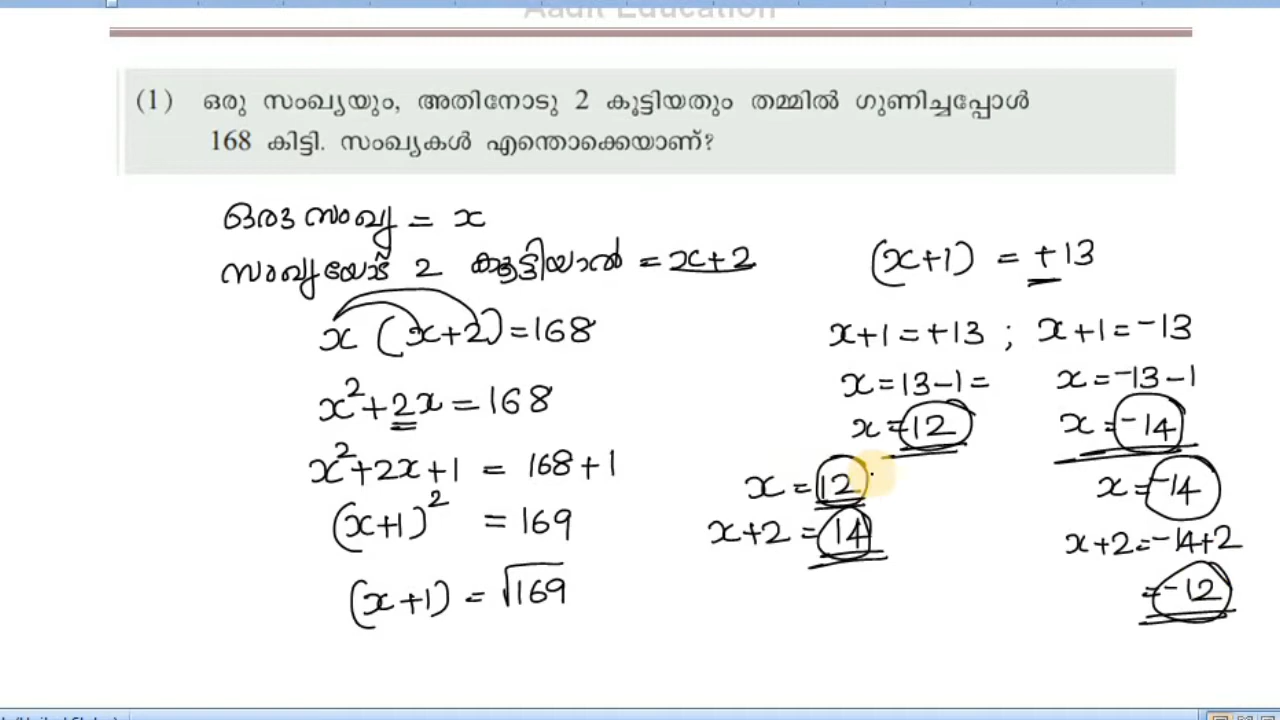 Aadit Education
(1) ഒരു സംഖ്യയും, അതിനോടു 2 കൂട്ടിയതും തമ്മിൽ ഗുണിച്ചപ്പോൾ
168 കിട്ടി. സംഖ്യകൾ എന്തൊക്കെയാണ്?
ഒരു സംഖ്യ = x
സംഖ്യയോട് 2 കൂട്ടിയാൽ = x+2
x (x+2) = 168
x²+2x = 168
x²+2x+1 = 168+1
(x+1)² = 169
(x+1) = √169
(x+1) = +13
x+1 = +13 ; x+1 = -13
x = 13-1 = x = -13-1
x = 12 x = -14
x = 12 x = -14
x+2 = 14 x+2 = -14+2
= -12